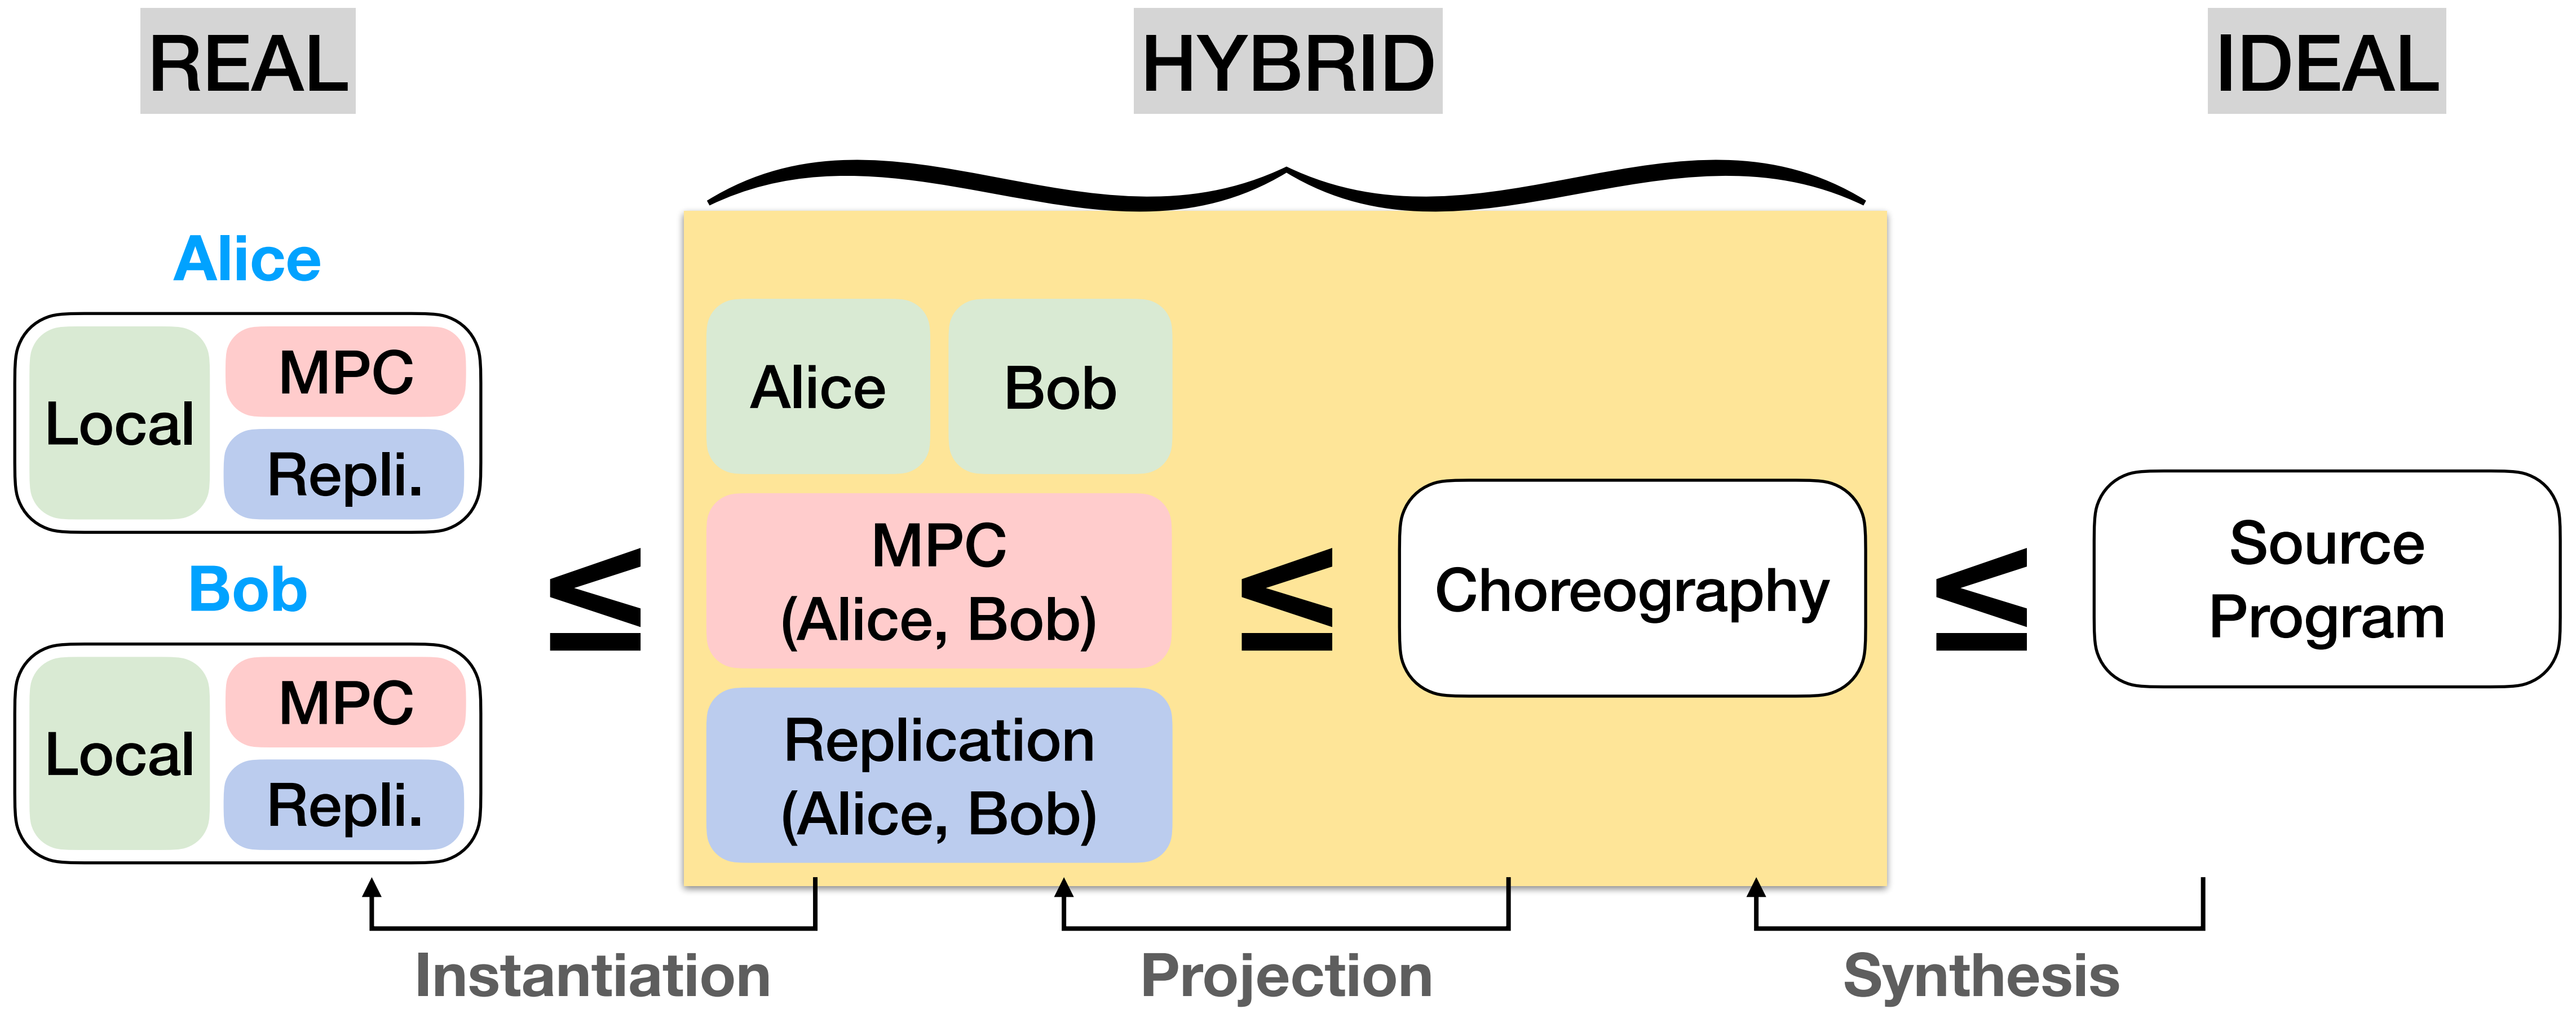 REAL
HYBRID
IDEAL
Alice
Local
MPC
Repli.
Bob
Local
MPC
Repli.
≤
Alice
Bob
MPC
(Alice, Bob)
Replication
(Alice, Bob)
≤
Choreography
≤
Source
Program
Instantiation
Projection
Synthesis